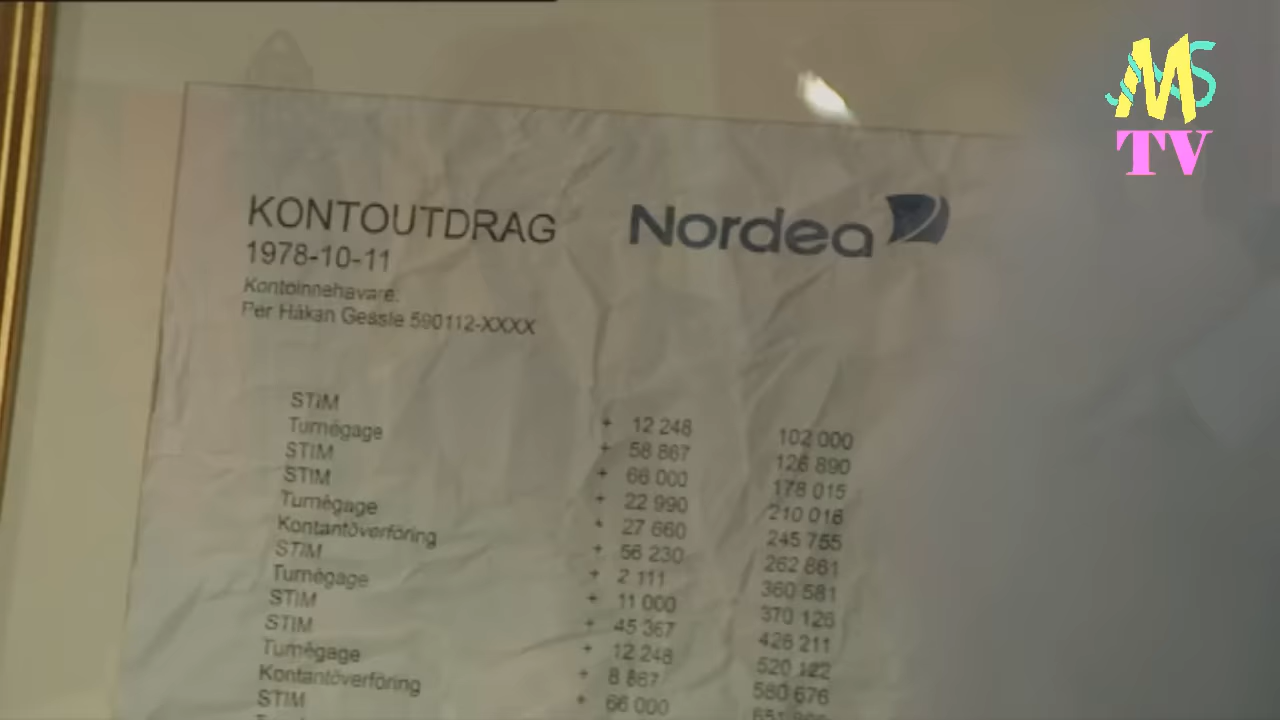 MS
TV
KONTOUTDRAG
Nordea
1978-10-11
Kontoinnehavare:
Per Håkan Gessle 590112-XXXX
STIM + 12 248 102 000
Turnégage + 58 867 126 890
STIM + 66 000 178 015
STIM + 22 990 210 016
Turnégage + 27 660 245 755
Kontantöverföring + 56 230 262 861
STIM + 2 111 360 581
Turnégage + 11 000 370 126
STIM + 45 367 426 211
STIM + 12 248 520 122
Turnégage + 8 867 580 676
Kontantöverföring + 66 000
STIM